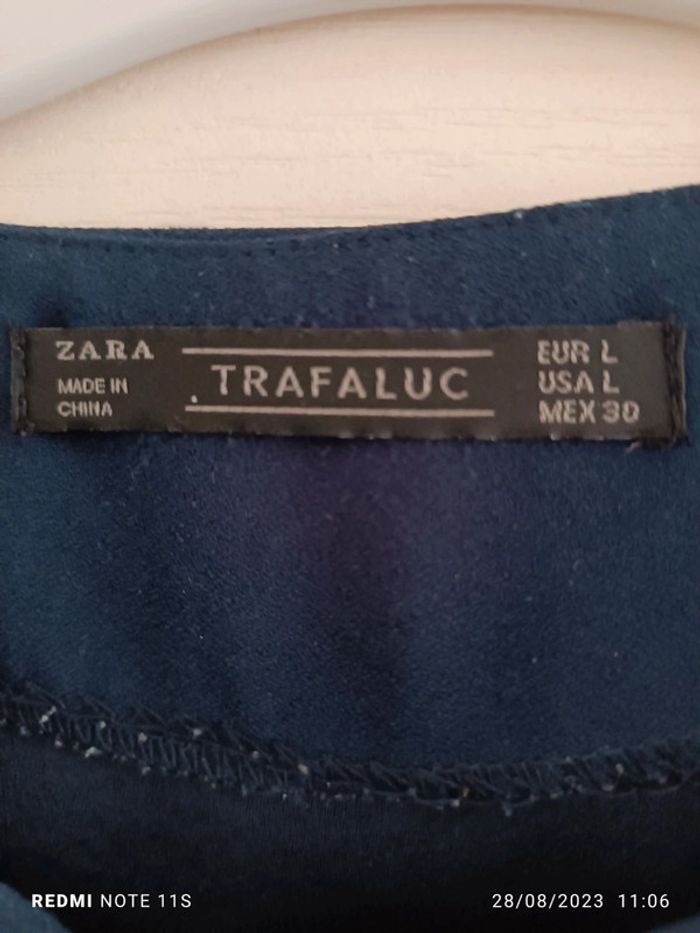 ZARA
MADE IN
CHINA
TRAFALUC
EUR L
USA L
MEX 30
REDMI NOTE 11S
28/08/2023 11:06